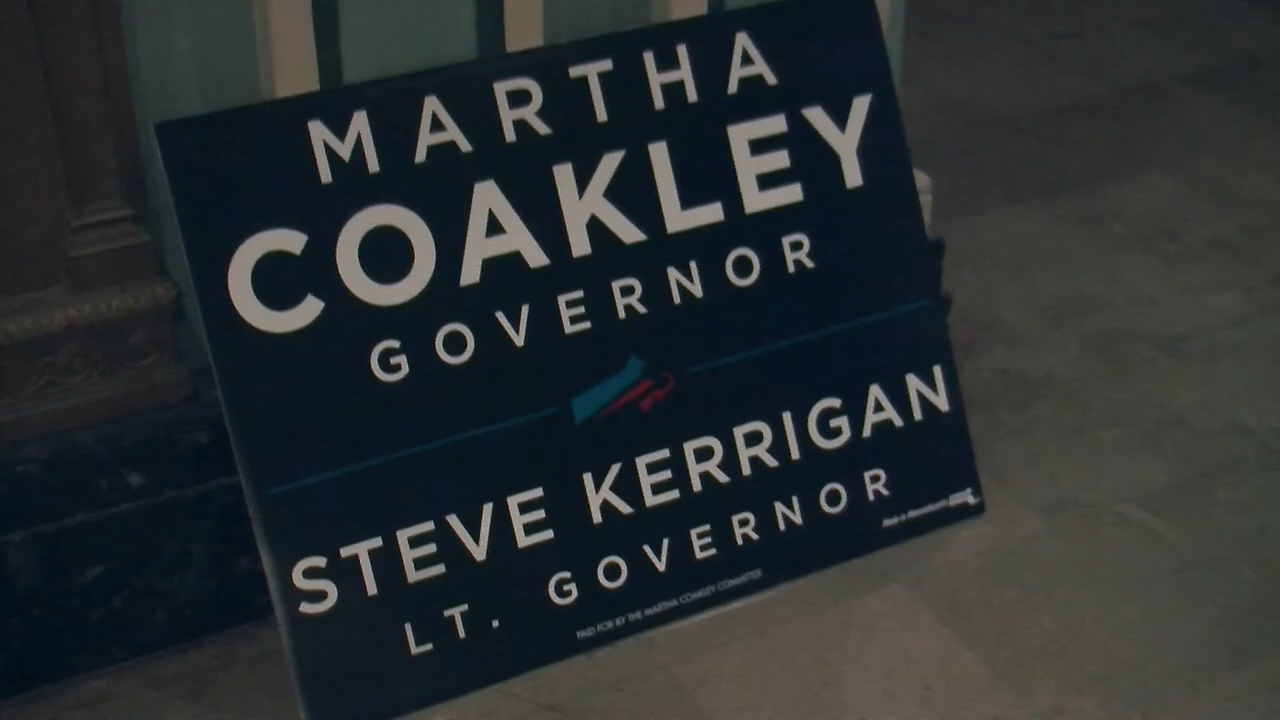 MARTHA
COAKLEY
GOVERNOR
STEVE KERRIGAN
LT. GOVERNOR
PAID FOR BY THE MARTHA COAKLEY COMMITTEE